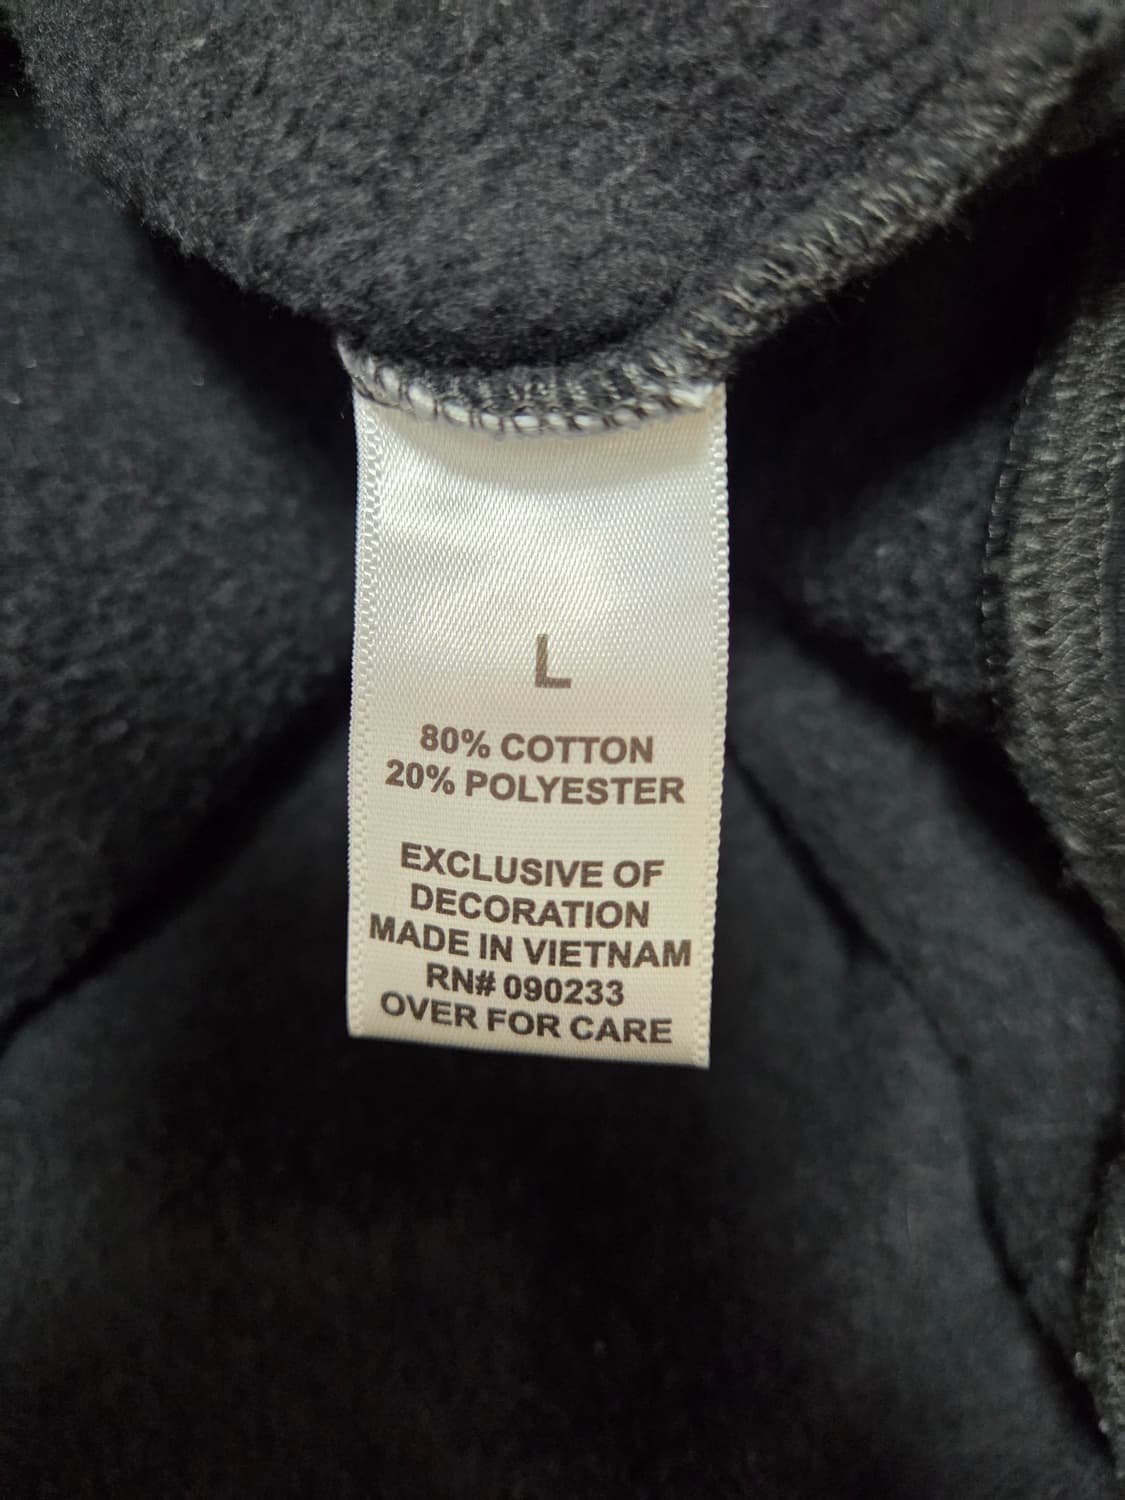 L
80% COTTON
20% POLYESTER
EXCLUSIVE OF
DECORATION
MADE IN VIETNAM
RN# 090233
OVER FOR CARE